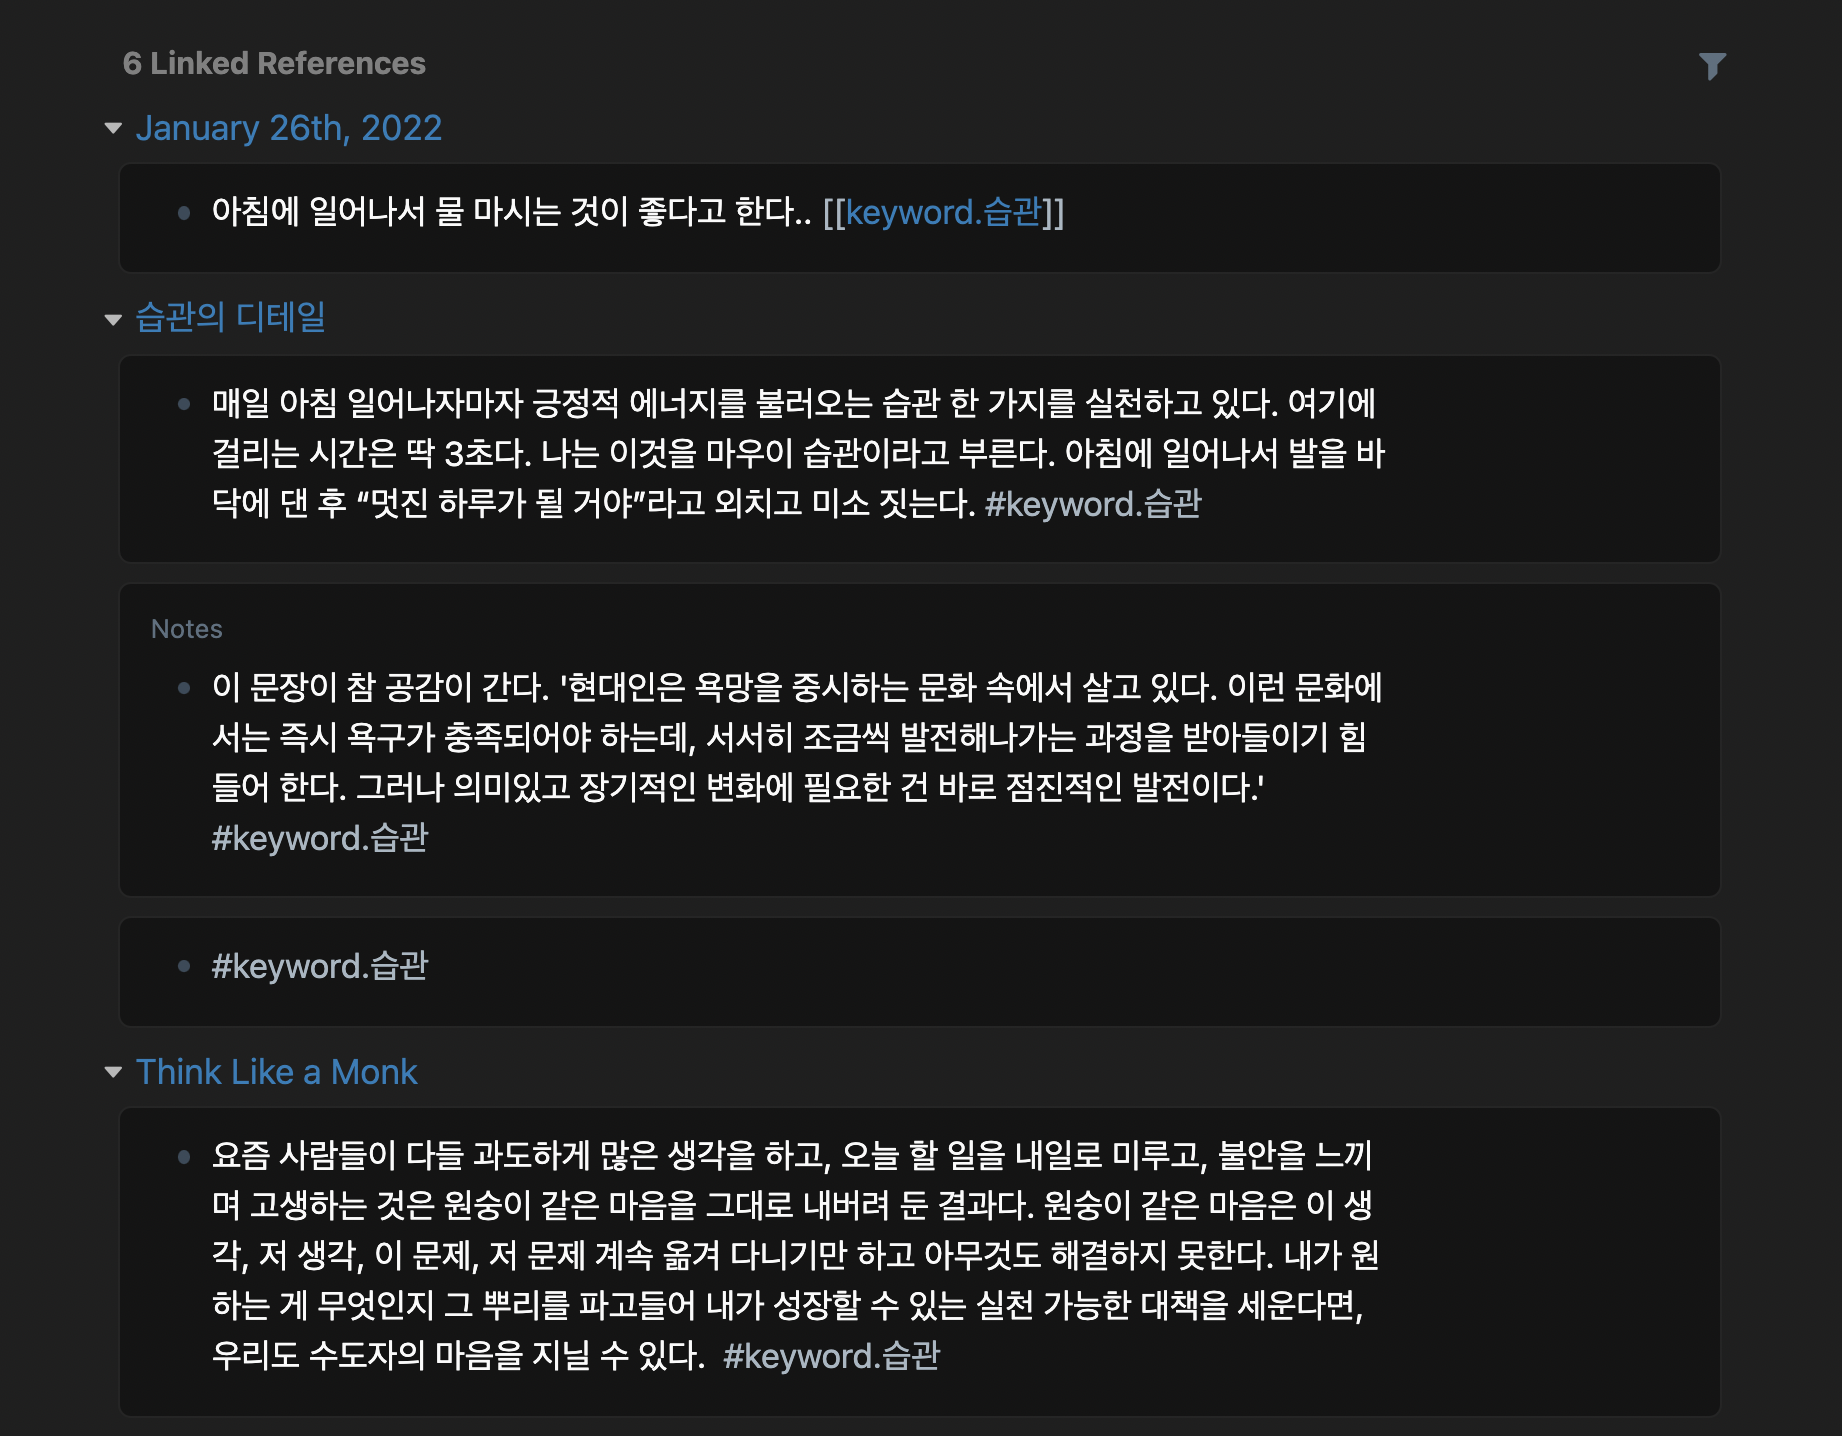 6 Linked References
January 26th, 2022
아침에 일어나서 물 마시는 것이 좋다고 한다.. [[keyword.습관]]
습관의 디테일
매일 아침 일어나자마자 긍정적 에너지를 불러오는 습관 한 가지를 실천하고 있다. 여기에
걸리는 시간은 딱 3초다. 나는 이것을 마우이 습관이라고 부른다. 아침에 일어나서 발을 바
닥에 댄 후 “멋진 하루가 될 거야”라고 외치고 미소 짓는다. #keyword.습관
Notes
이 문장이 참 공감이 간다. '현대인은 욕망을 중시하는 문화 속에서 살고 있다. 이런 문화에
서는 즉시 욕구가 충족되어야 하는데, 서서히 조금씩 발전해나가는 과정을 받아들이기 힘
들어 한다. 그러나 의미있고 장기적인 변화에 필요한 건 바로 점진적인 발전이다.'
#keyword.습관
#keyword.습관
Think Like a Monk
요즘 사람들이 다들 과도하게 많은 생각을 하고, 오늘 할 일을 내일로 미루고, 불안을 느끼
며 고생하는 것은 원숭이 같은 마음을 그대로 내버려 둔 결과다. 원숭이 같은 마음은 이 생
각, 저 생각, 이 문제, 저 문제 계속 옮겨 다니기만 하고 아무것도 해결하지 못한다. 내가 원
하는 게 무엇인지 그 뿌리를 파고들어 내가 성장할 수 있는 실천 가능한 대책을 세운다면,
우리도 수도자의 마음을 지닐 수 있다. #keyword.습관